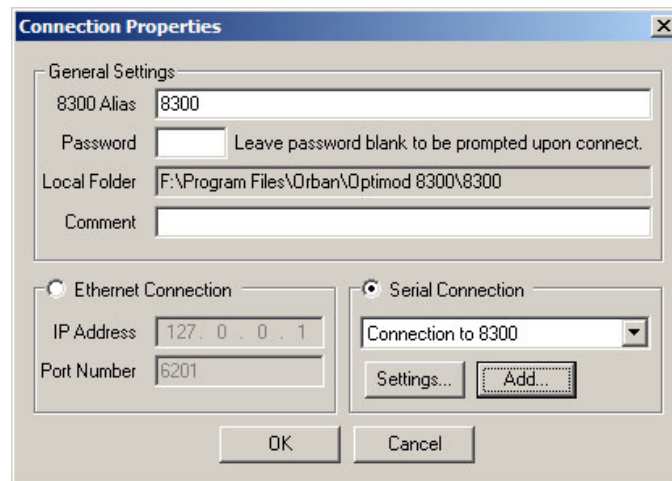 Connection Properties
General Settings
8300 Alias 8300
Password Leave password blank to be prompted upon connect.
Local Folder F:\Program Files\Orban\Optimod 8300\8300
Comment
Ethernet Connection
IP Address 127. 0 . 0 . 1
Port Number 6201
Serial Connection
Connection to 8300
Settings... Add...
OK Cancel